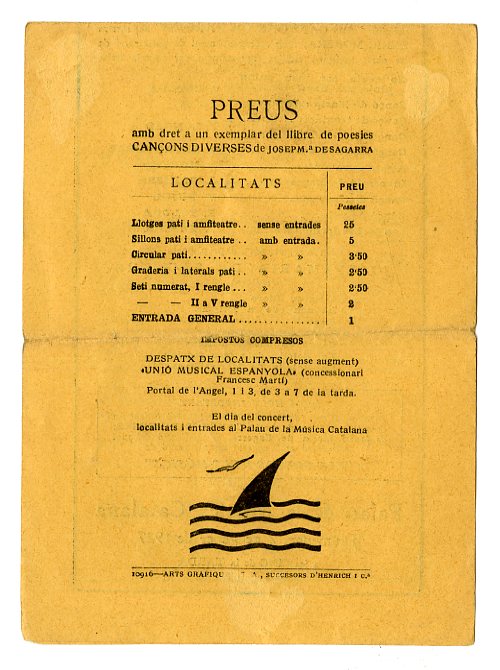 PREUS
amb dret a un exemplar del llibre de poesies
CANÇONS DIVERSES de JOSEP M.ª DE SAGARRA
LOCALITATS PREU
Pessetes
Llotges pati i amfiteatre.. sense entrades 25
Sillons pati i amfiteatre .. amb entrada. 5
Circular pati............ » » 3'50
Graderia i laterals pati.. » » 2'50
Seti numerat, I rengle... » » 2'50
— — II a V rengle » » 2
ENTRADA GENERAL ................ 1
IMPOSTOS COMPRESOS
DESPATX DE LOCALITATS (sense augment)
«UNIÓ MUSICAL ESPANYOLA» (concessionari
Francesc Martí)
Portal de l'Angel, 1 i 3, de 3 a 7 de la tarda.
El dia del concert,
localitats i entrades al Palau de la Música Catalana
10916—ARTS GRAFIQU , SUCCESORS D'HENRICH I C.ª